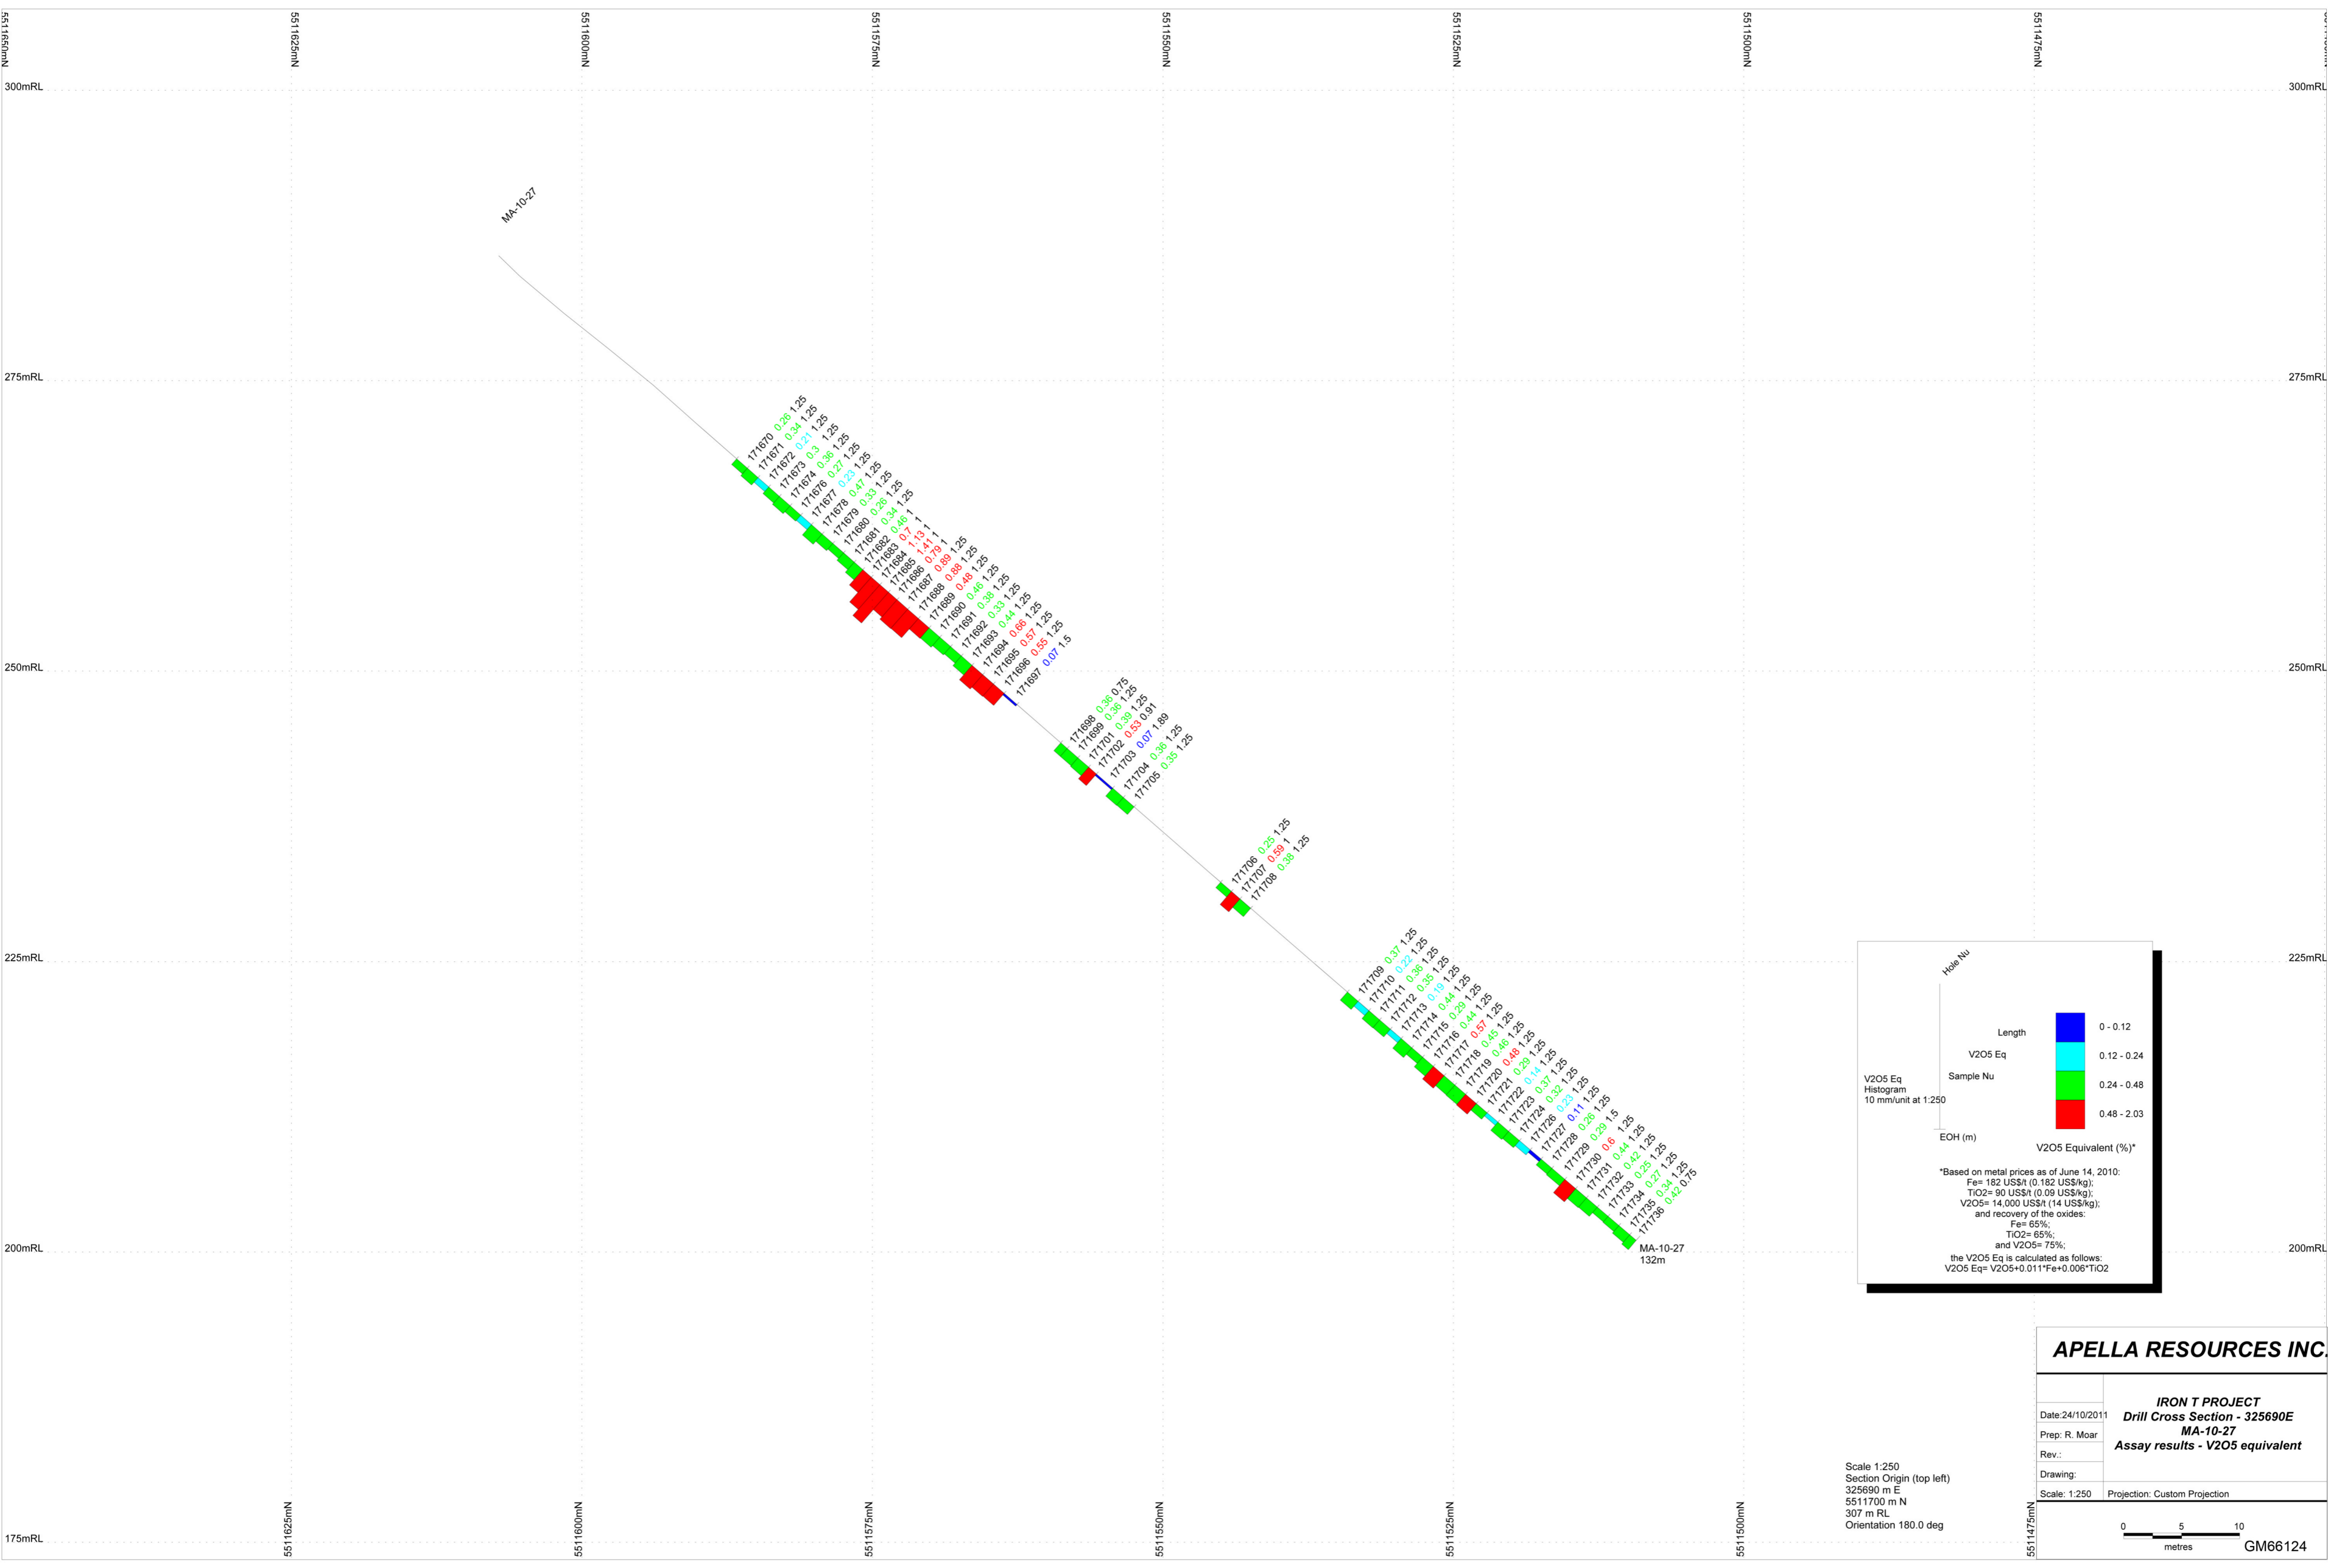 5511650mN
5511625mN
5511600mN
5511575mN
5511550mN
5511525mN
5511500mN
5511475mN
300mRL
300mRL
MA-10-27
275mRL
275mRL
171670 0.26 1.25
171671 0.34 1.25
171672 0.21 1.25
171673 0.3 1.25
171674 0.36 1.25
171676 0.27 1.25
171677 0.23 1.25
171678 0.47 1.25
171679 0.33 1.25
171680 0.28 1.25
171681 0.34 1.25
171682 0.46 1
171683 0.7 1
171684 1.13 1
171685 1.41 1
171686 0.79 1
171687 0.89 1.25
171688 0.88 1.25
171689 0.48 1.25
171690 0.46 1.25
171691 0.38 1.25
171692 0.33 1.25
171693 0.44 1.25
171694 0.66 1.25
171695 0.57 1.25
171696 0.55 1.25
171697 0.07 1.5
250mRL
250mRL
171698 0.36 0.75
171699 0.36 1.25
171701 0.39 1.25
171702 0.53 0.91
171703 0.07 1.89
171704 0.36 1.25
171705 0.35 1.25
171706 0.25 1.25
171707 0.59 1
171708 0.38 1.25
225mRL
225mRL
171709 0.37 1.25
171710 0.22 1.25
171711 0.36 1.25
171712 0.35 1.25
171713 0.19 1.25
171714 0.44 1.25
171715 0.29 1.25
171716 0.44 1.25
171717 0.57 1.25
171718 0.45 1.25
171719 0.46 1.25
171720 0.48 1.25
171721 0.29 1.25
171722 0.14 1.25
171723 0.37 1.25
171724 0.32 1.25
171726 0.23 1.25
171727 0.11 1.25
171728 0.26 1.25
171729 0.29 1.5
171730 0.6 1.25
171731 0.44 1.25
171732 0.42 1.25
171733 0.25 1.25
171734 0.27 1.25
171735 0.34 1.25
171736 0.42 0.75
MA-10-27
132m
200mRL
200mRL
Hole Nu
Length
V2O5 Eq
Sample Nu
V2O5 Eq
Histogram
10 mm/unit at 1:250
EOH (m)
0 - 0.12
0.12 - 0.24
0.24 - 0.48
0.48 - 2.03
V2O5 Equivalent (%)*
*Based on metal prices as of June 14, 2010:
Fe= 182 US$/t (0.182 US$/kg);
TiO2= 90 US$/t (0.09 US$/kg);
V2O5= 14,000 US$/t (14 US$/kg);
and recovery of the oxides:
Fe= 65%;
TiO2= 65%;
and V2O5= 75%;
the V2O5 Eq is calculated as follows:
V2O5 Eq= V2O5+0.011*Fe+0.006*TiO2
APELLA RESOURCES INC.
IRON T PROJECT
Drill Cross Section - 325690E
MA-10-27
Assay results - V2O5 equivalent
Date:24/10/2011
Prep: R. Moar
Rev.:
Drawing:
Scale: 1:250
Projection: Custom Projection
0 5 10
metres
GM66124
Scale 1:250
Section Origin (top left)
325690 m E
5511700 m N
307 m RL
Orientation 180.0 deg
175mRL
5511625mN
5511600mN
5511575mN
5511550mN
5511525mN
5511500mN
5511475mN